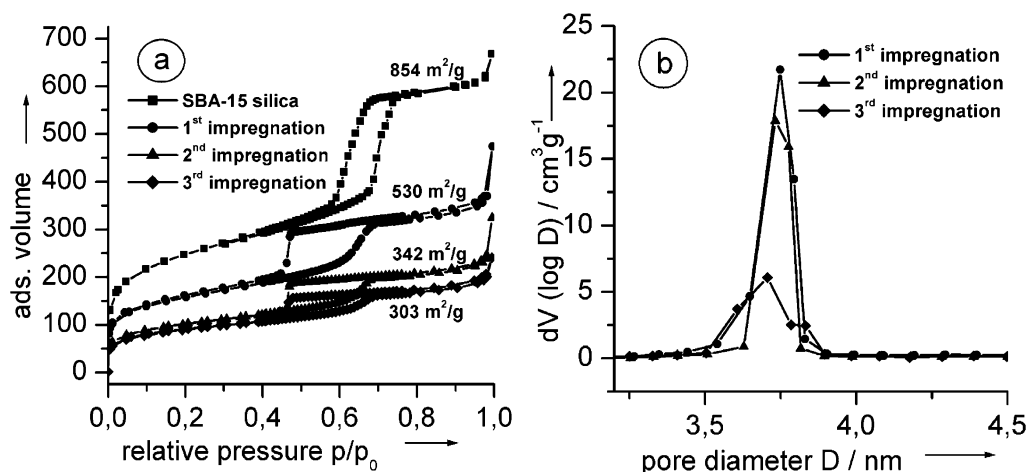 a
700
600
500
400
300
200
100
0
ads. volume
SBA-15 silica
1st impregnation
2nd impregnation
3rd impregnation
854 m²/g
530 m²/g
342 m²/g
303 m²/g
0,0 0,2 0,4 0,6 0,8 1,0
relative pressure p/p₀
b
25
20
15
10
5
0
dV (log D) / cm³g⁻¹
1st impregnation
2nd impregnation
3rd impregnation
3,5 4,0 4,5
pore diameter D / nm